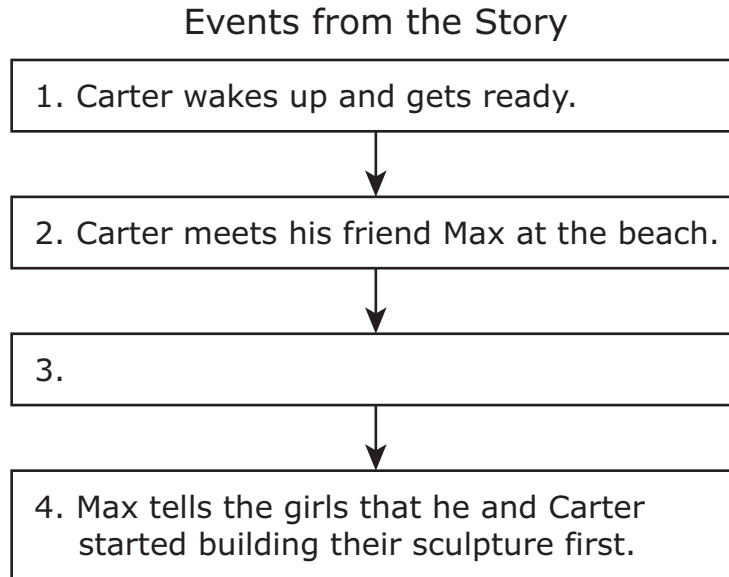 Events from the Story
1. Carter wakes up and gets ready.
2. Carter meets his friend Max at the beach.
3.
4. Max tells the girls that he and Carter
started building their sculpture first.